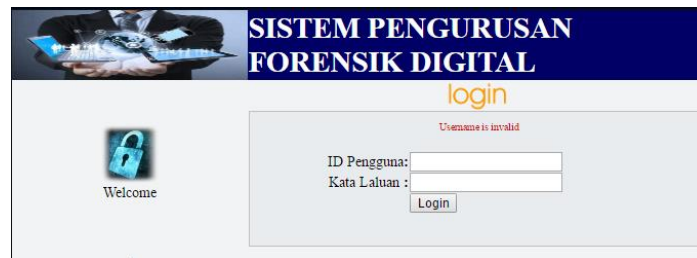 SISTEM PENGURUSAN
FORENSIK DIGITAL
login
Username is invalid
Welcome
ID Pengguna:
Kata Laluan :
Login